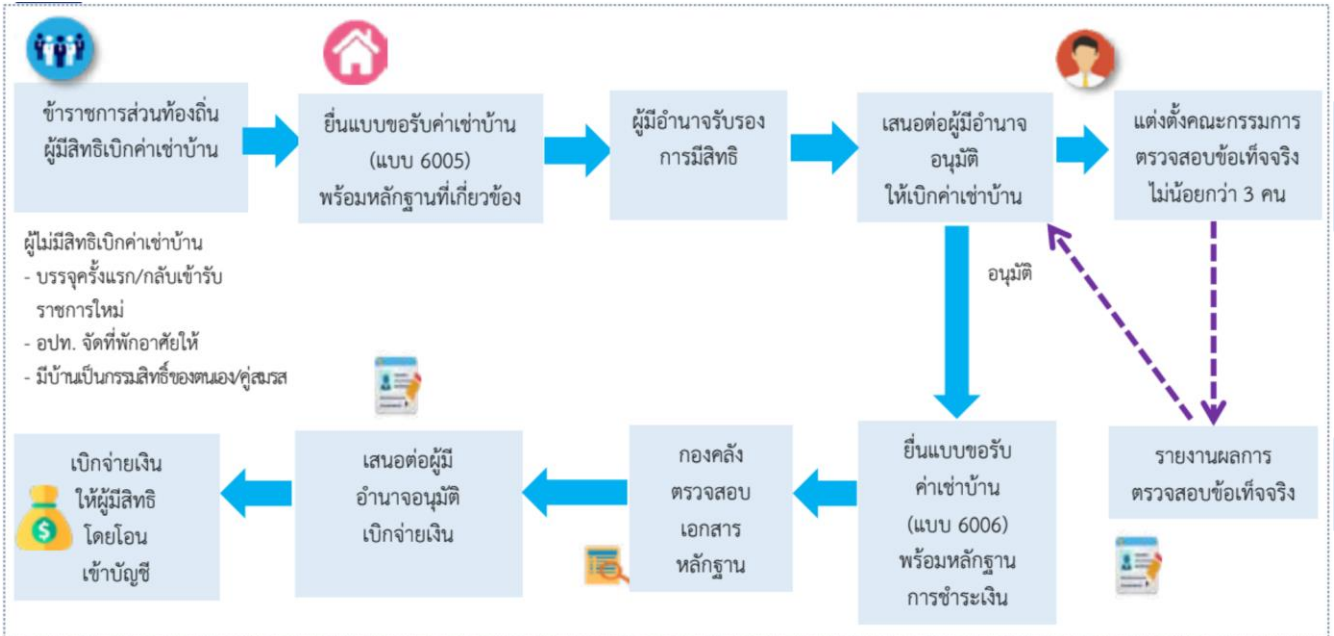 ข้าราชการส่วนท้องถิ่น
ผู้มีสิทธิเบิกค่าเช่าบ้าน
ยื่นแบบขอรับค่าเช่าบ้าน
(แบบ 6005)
พร้อมหลักฐานที่เกี่ยวข้อง
ผู้มีอำนาจรับรอง
การมีสิทธิ
เสนอต่อผู้มีอำนาจ
อนุมัติ
ให้เบิกค่าเช่าบ้าน
แต่งตั้งคณะกรรมการ
ตรวจสอบข้อเท็จจริง
ไม่น้อยกว่า 3 คน
ผู้ไม่มีสิทธิเบิกค่าเช่าบ้าน
- บรรจุครั้งแรก/กลับเข้ารับ
ราชการใหม่
- อปท. จัดที่พักอาศัยให้
- มีบ้านเป็นกรรมสิทธิ์ของตนเอง/คู่สมรส
อนุมัติ
รายงานผลการ
ตรวจสอบข้อเท็จจริง
ยื่นแบบขอรับ
ค่าเช่าบ้าน
(แบบ 6006)
พร้อมหลักฐาน
การชำระเงิน
กองคลัง
ตรวจสอบ
เอกสาร
หลักฐาน
เสนอต่อผู้มี
อำนาจอนุมัติ
เบิกจ่ายเงิน
เบิกจ่ายเงิน
ให้ผู้มีสิทธิ
โดยโอน
เข้าบัญชี